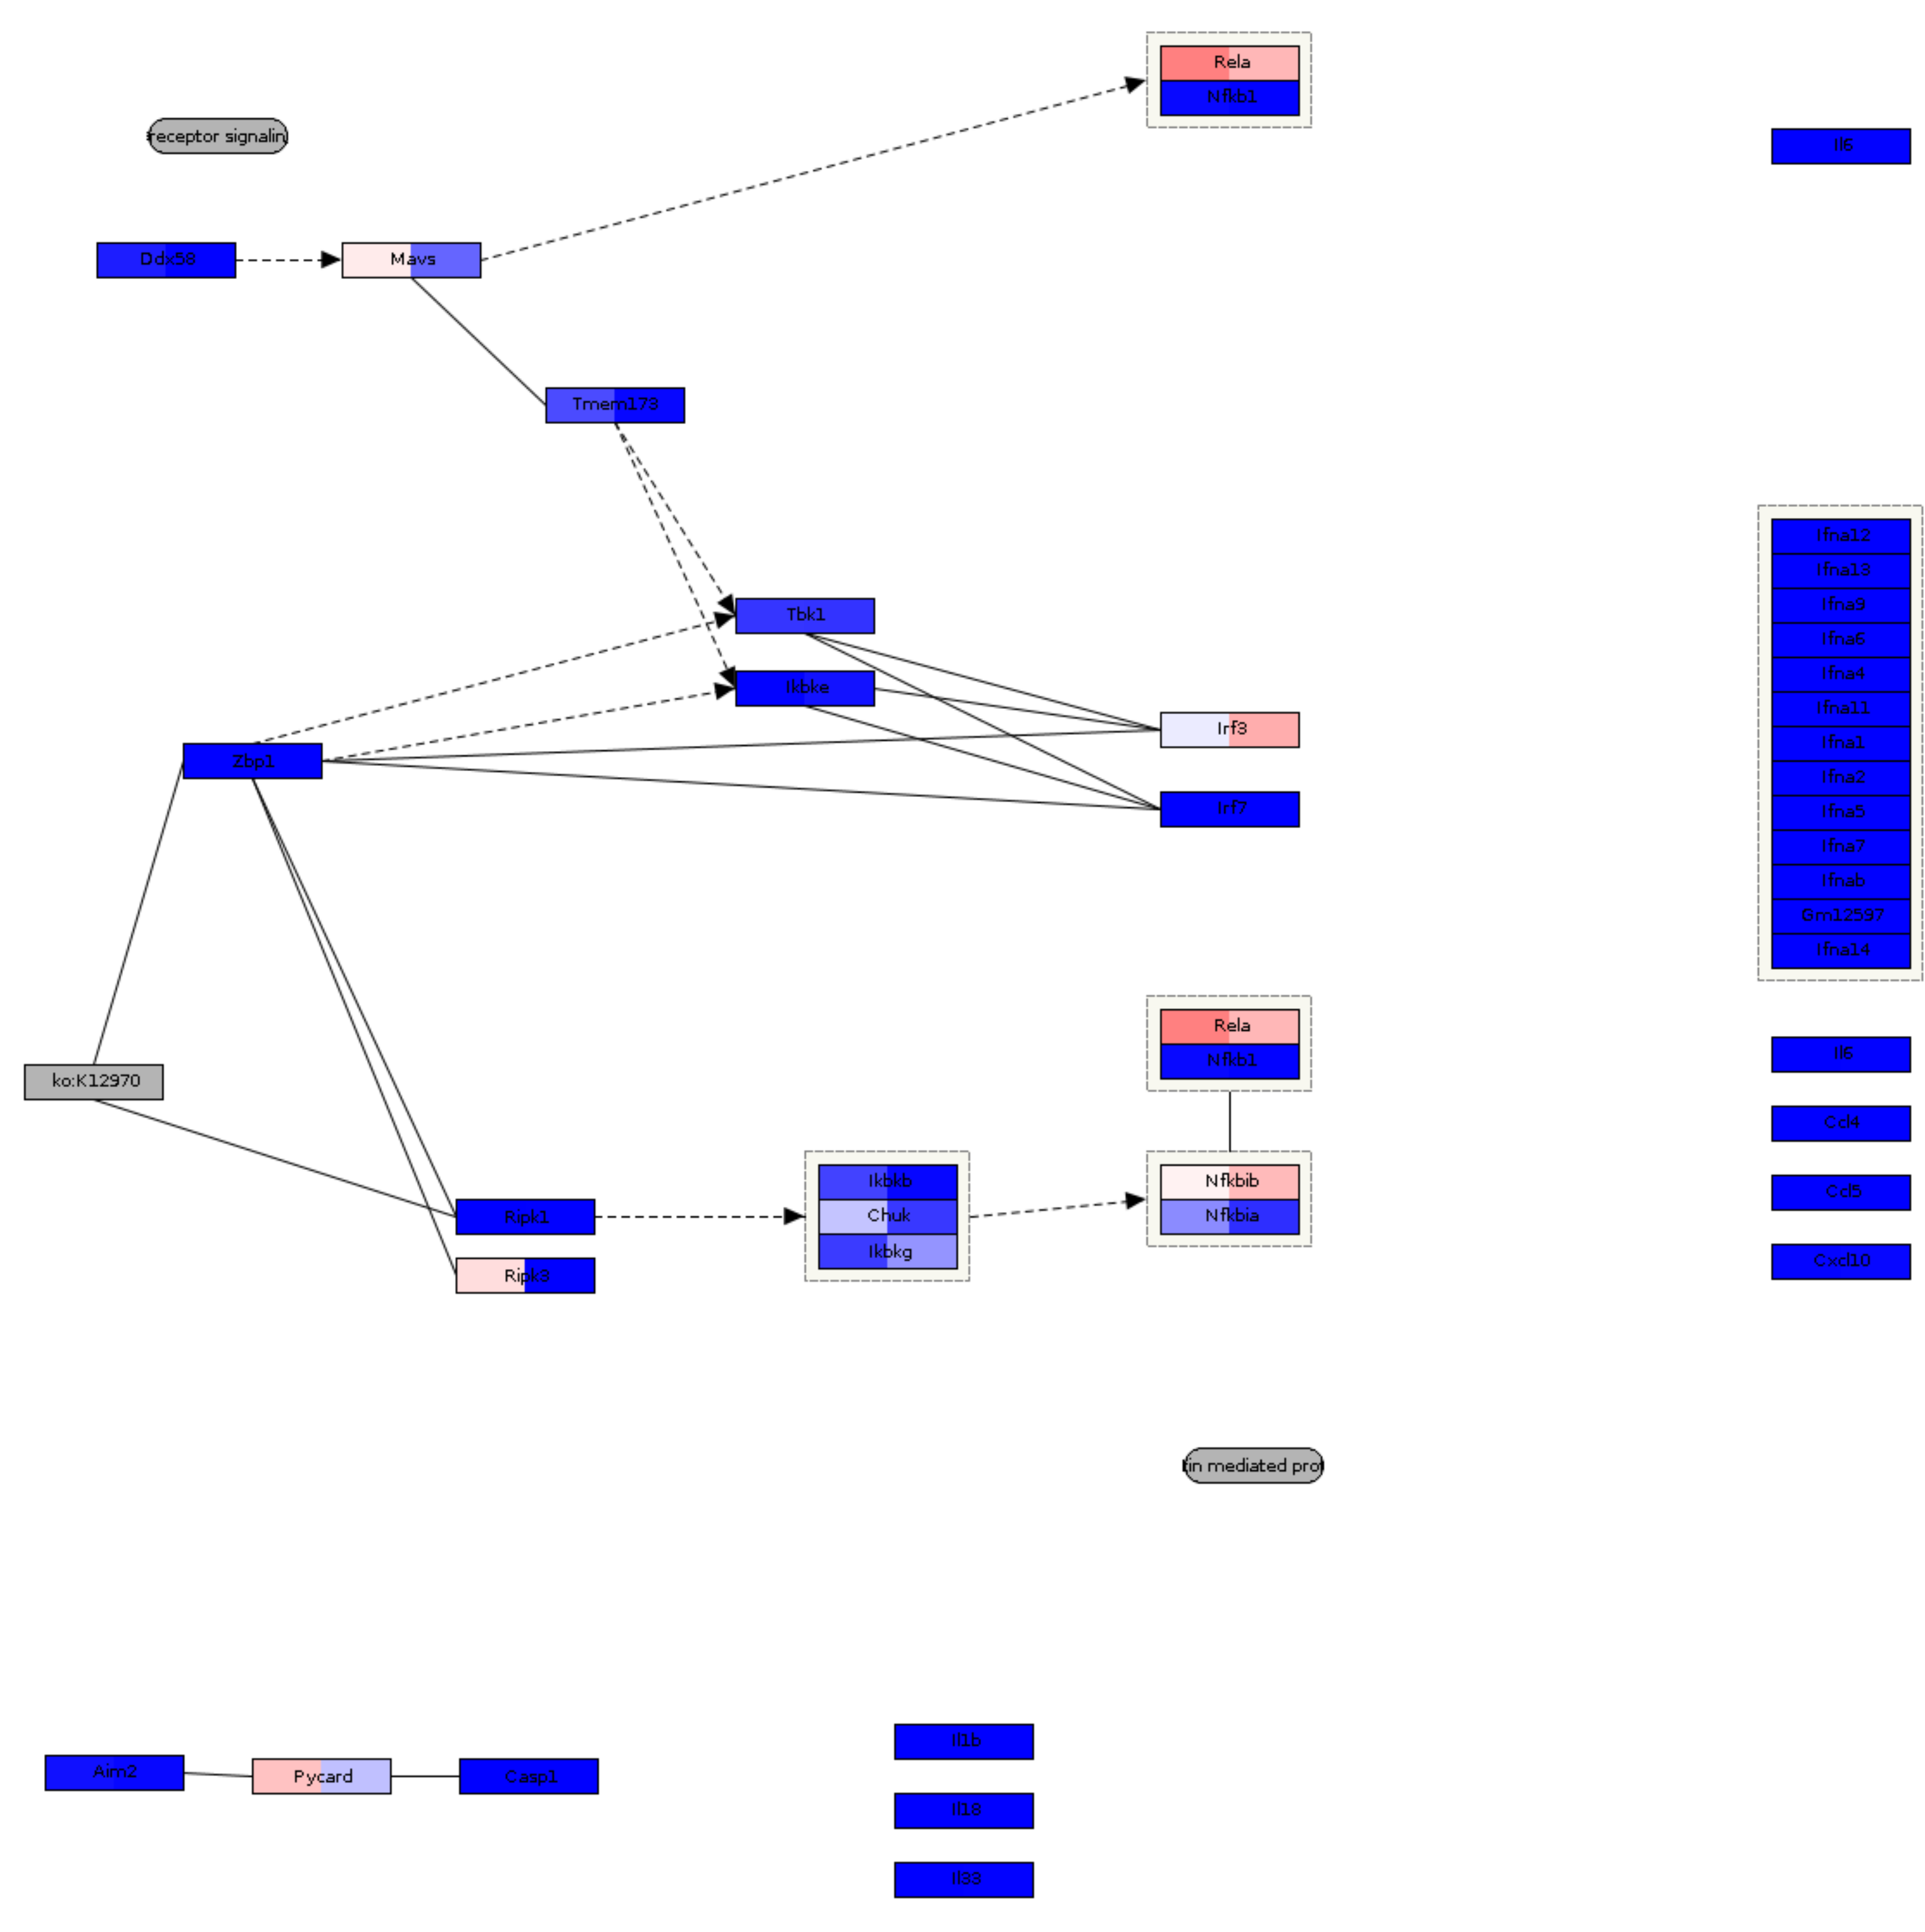 Rela
Nfkb1
receptor signalin
Il6
Ddx58
Mavs
Tmem173
Ifna12
Ifna13
Ifna9
Ifna6
Ifna4
Ifna11
Ifna1
Ifna2
Ifna5
Ifna7
Ifnab
Gm12597
Ifna14
Tbk1
Ikbke
Irf3
Zbp1
Irf7
Rela
Nfkb1
Il6
ko:K12970
Ccl4
Ikbkb
Chuk
Ikbkg
Nfkbib
Nfkbia
Ccl5
Ripk1
Ripk3
Cxcl10
tin mediated prot
Il1b
Aim2
Pycard
Casp1
Il18
Il33